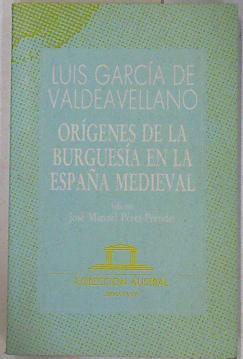 LUIS GARCÍA DE
VALDEAVELLANO
ORÍGENES DE LA
BURGUESÍA EN LA
ESPAÑA MEDIEVAL
José Manuel Pérez-Prendes
COLECCIÓN AUSTRAL